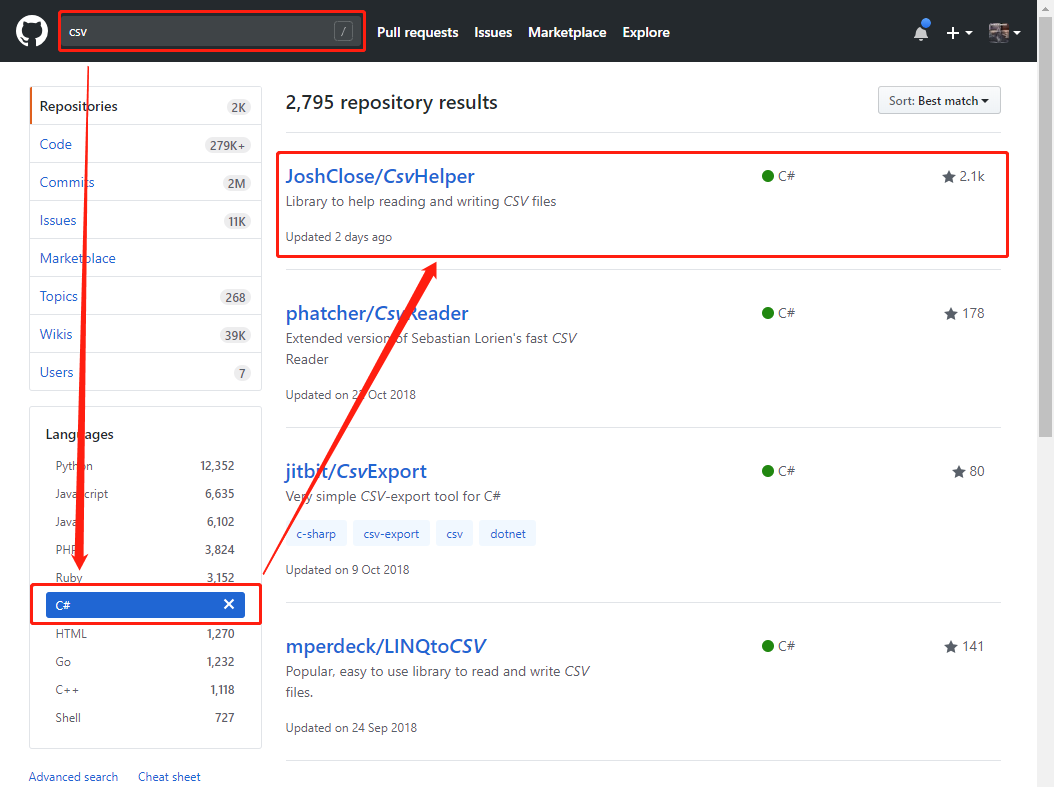 csv /
Pull requests Issues Marketplace Explore
Repositories 2K
Code 279K+
Commits 2M
Issues 11K
Marketplace
Topics 268
Wikis 39K
Users 7
Languages
Python 12,352
JavaScript 6,635
Java 6,102
PHP 3,824
Ruby 3,152
C# ✕
HTML 1,270
Go 1,232
C++ 1,118
Shell 727
Advanced search Cheat sheet
2,795 repository results
Sort: Best match
JoshClose/CsvHelper C# 2.1k
Library to help reading and writing CSV files
Updated 2 days ago
phatcher/CsvReader C# 178
Extended version of Sebastian Lorien's fast CSV
Reader
Updated on Oct 2018
jitbit/CsvExport C# 80
Very simple CSV-export tool for C#
c-sharp csv-export csv dotnet
Updated on 9 Oct 2018
mperdeck/LINQtoCSV C# 141
Popular, easy to use library to read and write CSV
files.
Updated on 24 Sep 2018